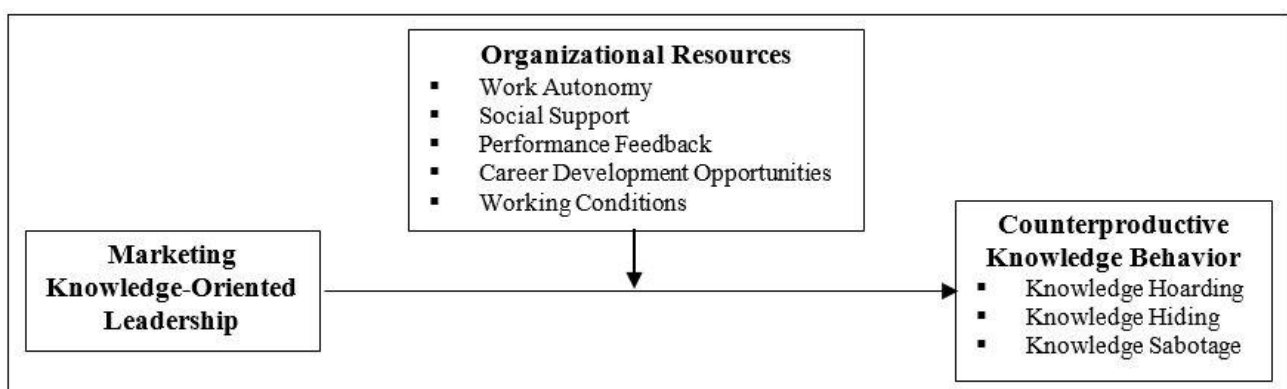 Organizational Resources
▪ Work Autonomy
▪ Social Support
▪ Performance Feedback
▪ Career Development Opportunities
▪ Working Conditions
Marketing
Knowledge-Oriented
Leadership
Counterproductive
Knowledge Behavior
▪ Knowledge Hoarding
▪ Knowledge Hiding
▪ Knowledge Sabotage